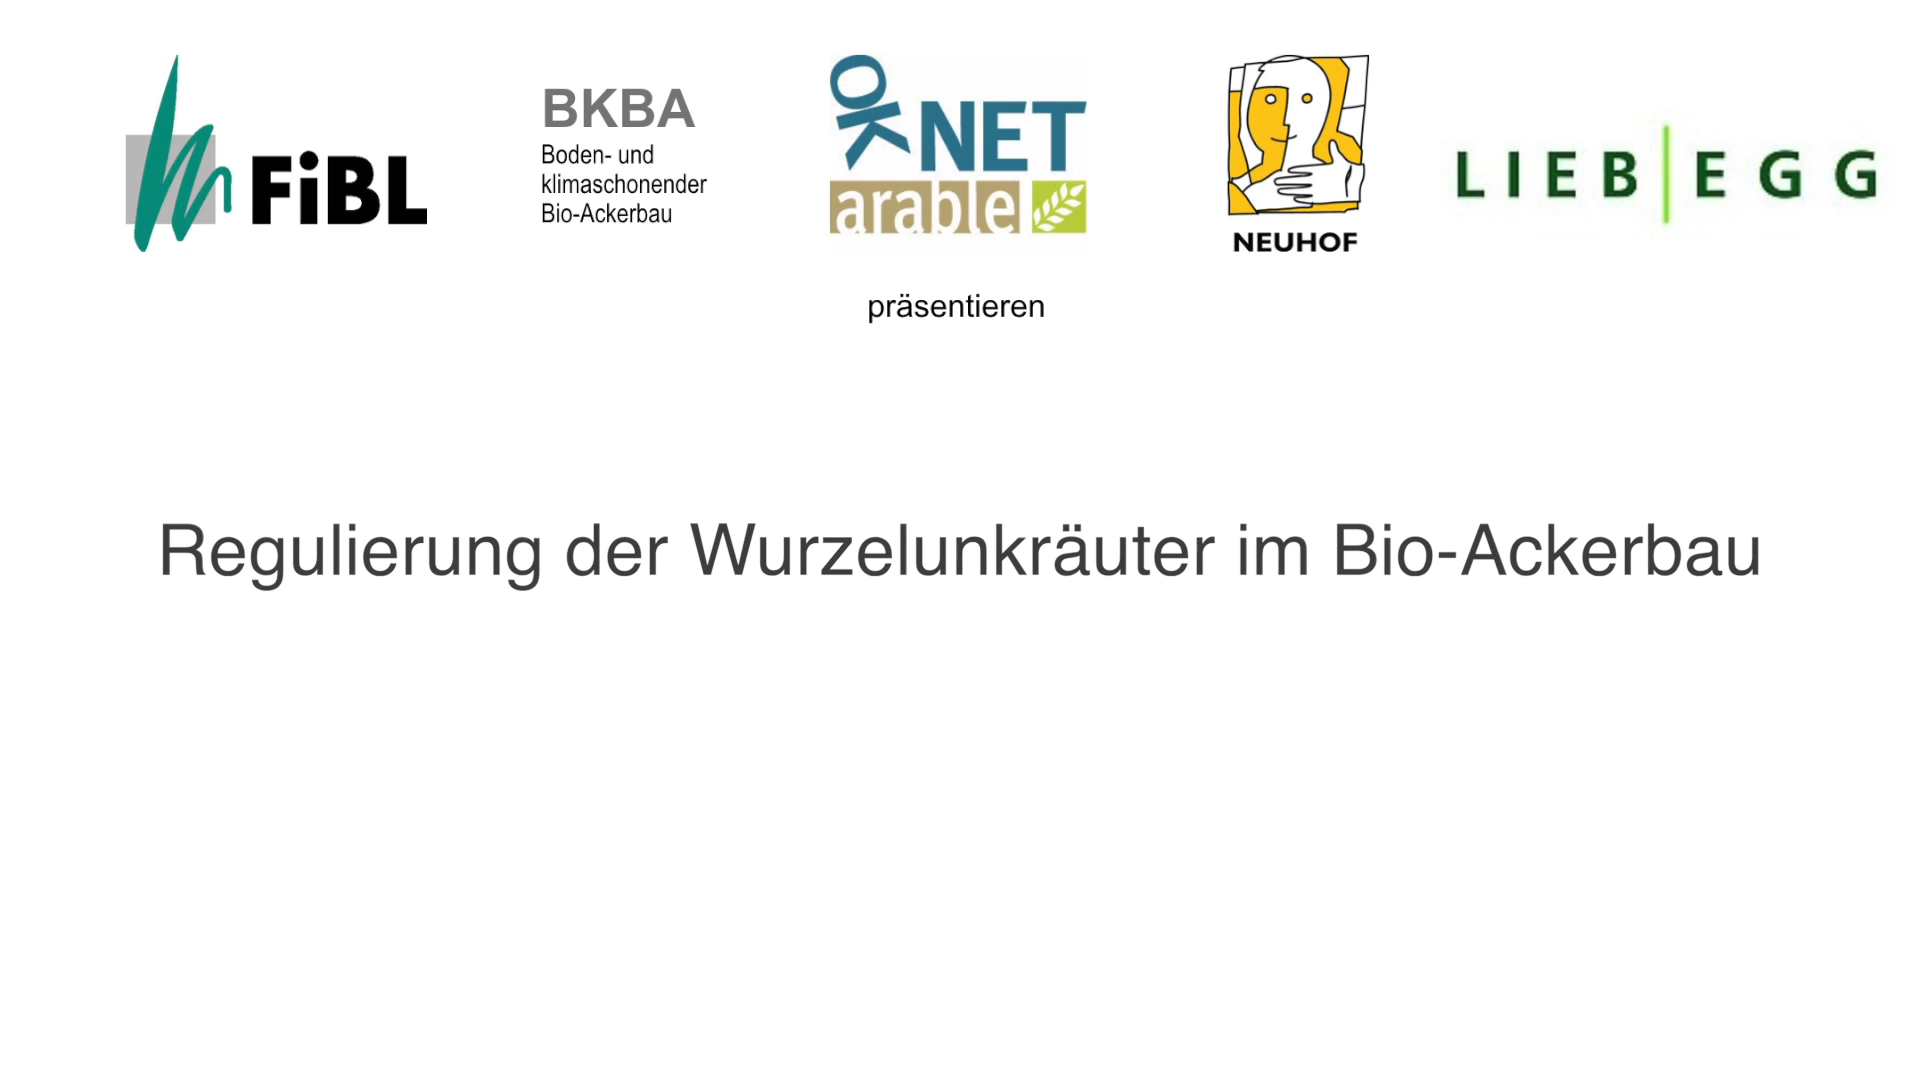 FiBL
BKBA
Boden- und
klimaschonender
Bio-Ackerbau
OK NET
arable
NEUHOF
LIEB|EGG
präsentieren
Regulierung der Wurzelunkräuter im Bio-Ackerbau